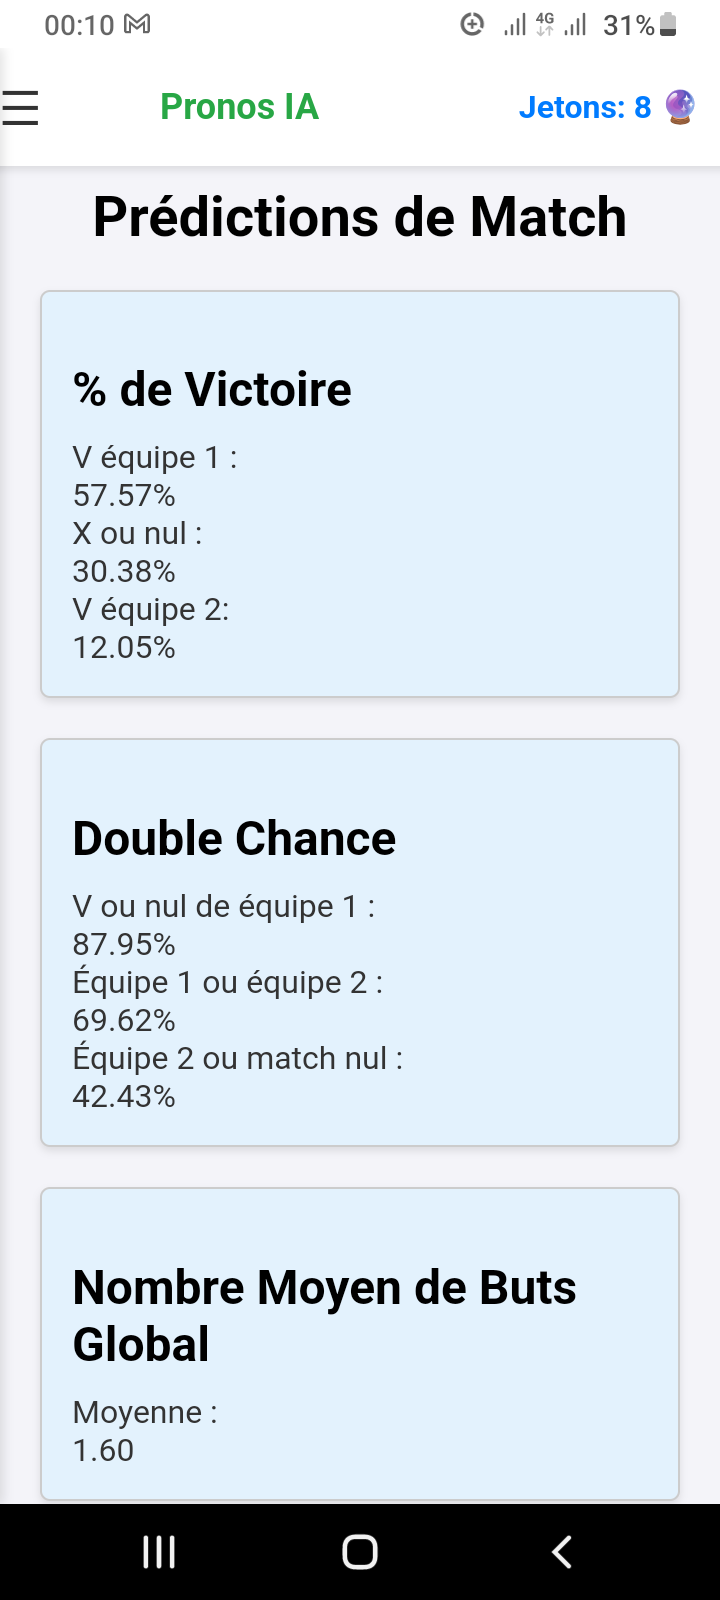 00:10
4G
31%
Pronos IA
Jetons: 8
Prédictions de Match
% de Victoire
V équipe 1 :
57.57%
X ou nul :
30.38%
V équipe 2:
12.05%
Double Chance
V ou nul de équipe 1 :
87.95%
Équipe 1 ou équipe 2 :
69.62%
Équipe 2 ou match nul :
42.43%
Nombre Moyen de Buts
Global
Moyenne :
1.60